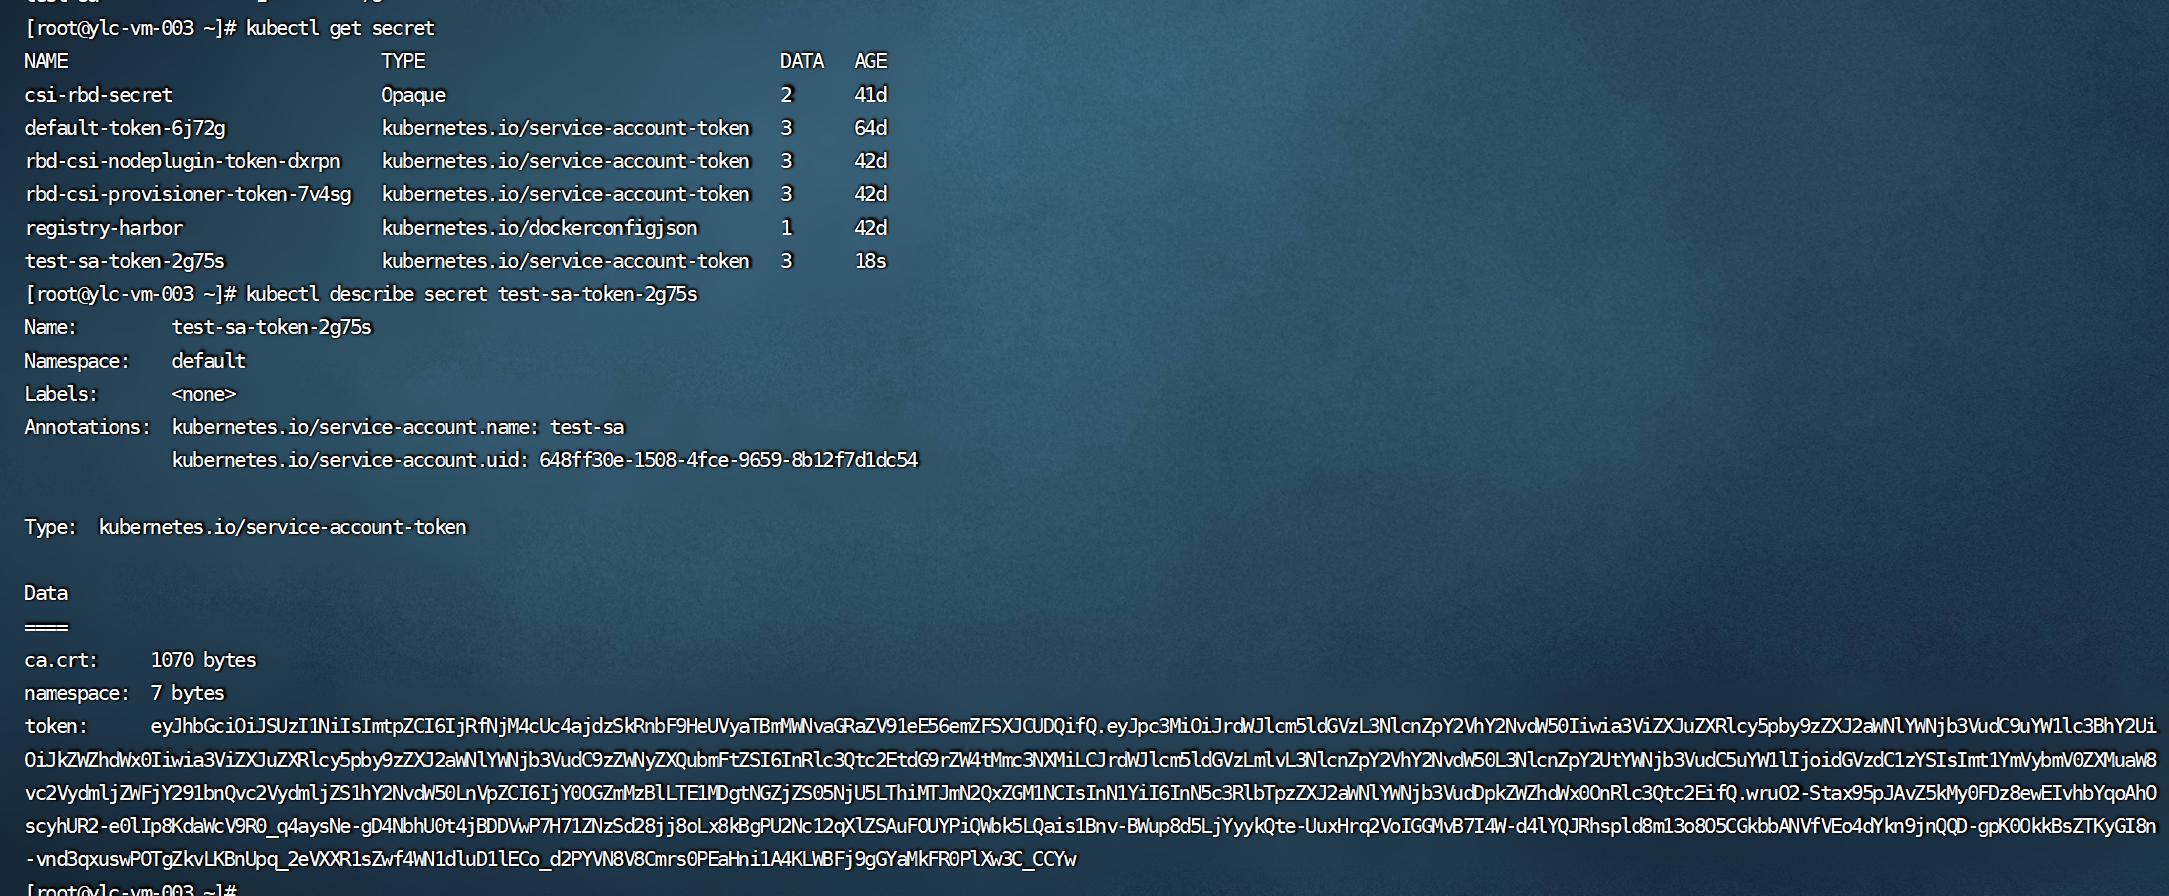 [root@ylc-vm-003 ~]# kubectl get secret
NAME                              TYPE                                  DATA   AGE
csi-rbd-secret                    Opaque                                2      41d
default-token-6j72g               kubernetes.io/service-account-token   3      64d
rbd-csi-nodeplugin-token-dxrpn    kubernetes.io/service-account-token   3      42d
rbd-csi-provisioner-token-7v4sg   kubernetes.io/service-account-token   3      42d
registry-harbor                   kubernetes.io/dockerconfigjson        1      42d
test-sa-token-2g75s               kubernetes.io/service-account-token   3      18s
[root@ylc-vm-003 ~]# kubectl describe secret test-sa-token-2g75s
Name:         test-sa-token-2g75s
Namespace:    default
Labels:       <none>
Annotations:  kubernetes.io/service-account.name: test-sa
              kubernetes.io/service-account.uid: 648ff30e-1508-4fce-9659-8b12f7d1dc54
Type:  kubernetes.io/service-account-token
Data
====
ca.crt:     1070 bytes
namespace:  7 bytes
token:      eyJhbGciOiJSUzI1NiIsImtpZCI6IjRfNjM4cUc4ajdzSkRnbF9HeUVyaTBmMWNvaGRaZV91eE56emZFSXJCUDQifQ.eyJpc3MiOiJrdWJlcm5ldGVzL3NlcnZpY2VhY2NvdW50Iiwia3ViZXJuZXRlcy5pby9zZXJ2aWNlYWNjb3VudC9uYW1lc3BhY2Ui
OiJkZWZhdWx0Iiwia3ViZXJuZXRlcy5pby9zZXJ2aWNlYWNjb3VudC9zZWNyZXQubmFtZSI6InRlc3Qtc2EtdG9rZW4tMmc3NXMiLCJrdWJlcm5ldGVzLmlvL3NlcnZpY2VhY2NvdW50L3NlcnZpY2UtYWNjb3VudC5uYW1lIjoidGVzdC1zYSIsImt1YmVybmV0ZXMuaW8
vc2VydmljZWFjY291bnQvc2VydmljZS1hY2NvdW50LnVpZCI6IjY0OGZmMzBlLTE1MDgtNGZjZS05NjU5LThiMTJmN2QxZGM1NCIsInN1YiI6InN5c3RlbTpzZXJ2aWNlYWNjb3VudDpkZWZhdWx0OnRlc3Qtc2EifQ.wruO2-Stax95pJAvZ5kMy0FDz8ewEIvhbYqoAhO
scyhUR2-e0lIp8KdaWcV9R0_q4aysNe-gD4NbhU0t4jBDDVwP7H71ZNzSd28jj8oLx8kBgPU2Nc12qXlZSAuFOUYPiQWbk5LQais1Bnv-BWup8d5LjYyykQte-UuxHrq2VoIGGMvB7I4W-d4lYQJRhspld8m13o8O5CGkbbANVfVEo4dYkn9jnQQD-gpK0OkkBsZTKyGI8n
-vnd3qxuswPOTgZkvLKBnUpq_2eVXXR1sZwf4WN1dluD1lECo_d2PYVN8V8Cmrs0PEaHni1A4KLWBFj9gGYaMkFR0PlXw3C_CCYw
[root@ylc-vm-003 ~]#